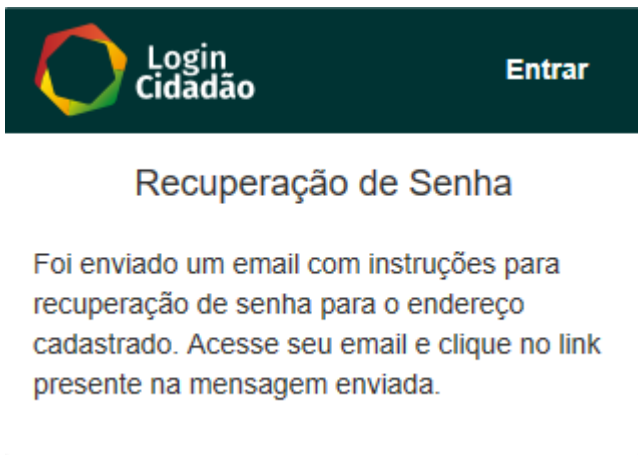 Login
Cidadão
Entrar
Recuperação de Senha
Foi enviado um email com instruções para
recuperação de senha para o endereço
cadastrado. Acesse seu email e clique no link
presente na mensagem enviada.